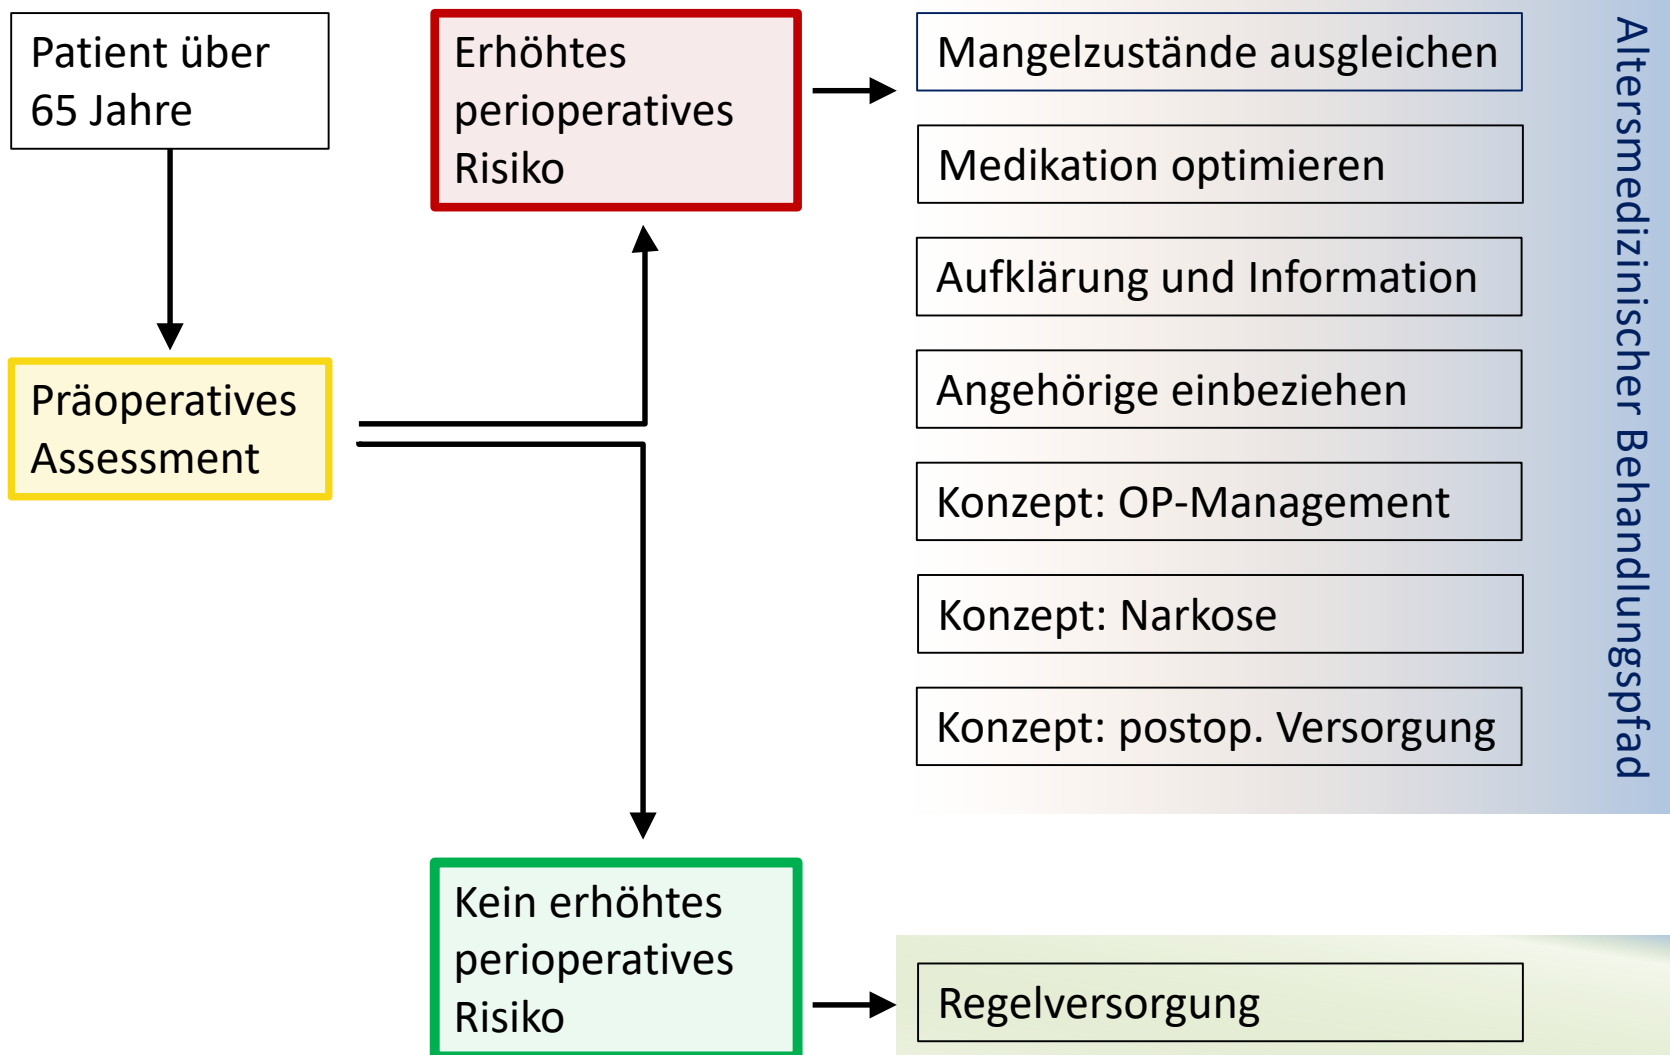 Patient über
65 Jahre
Präoperatives
Assessment
Erhöhtes
perioperatives
Risiko
Kein erhöhtes
perioperatives
Risiko
Mangelzustände ausgleichen
Medikation optimieren
Aufklärung und Information
Angehörige einbeziehen
Konzept: OP-Management
Konzept: Narkose
Konzept: postop. Versorgung
Altersmedizinischer Behandlungspfad
Regelversorgung